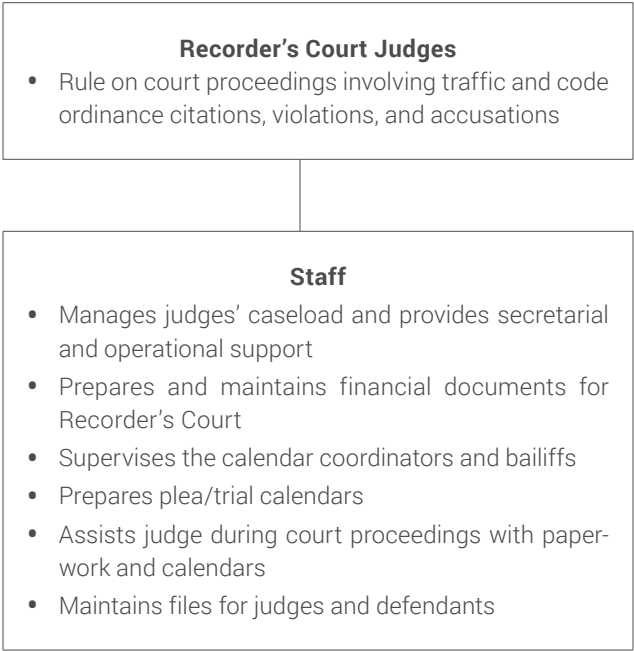 Recorder’s Court Judges
• Rule on court proceedings involving traffic and code
ordinance citations, violations, and accusations
Staff
• Manages judges’ caseload and provides secretarial
and operational support
• Prepares and maintains financial documents for
Recorder’s Court
• Supervises the calendar coordinators and bailiffs
• Prepares plea/trial calendars
• Assists judge during court proceedings with paper-
work and calendars
• Maintains files for judges and defendants